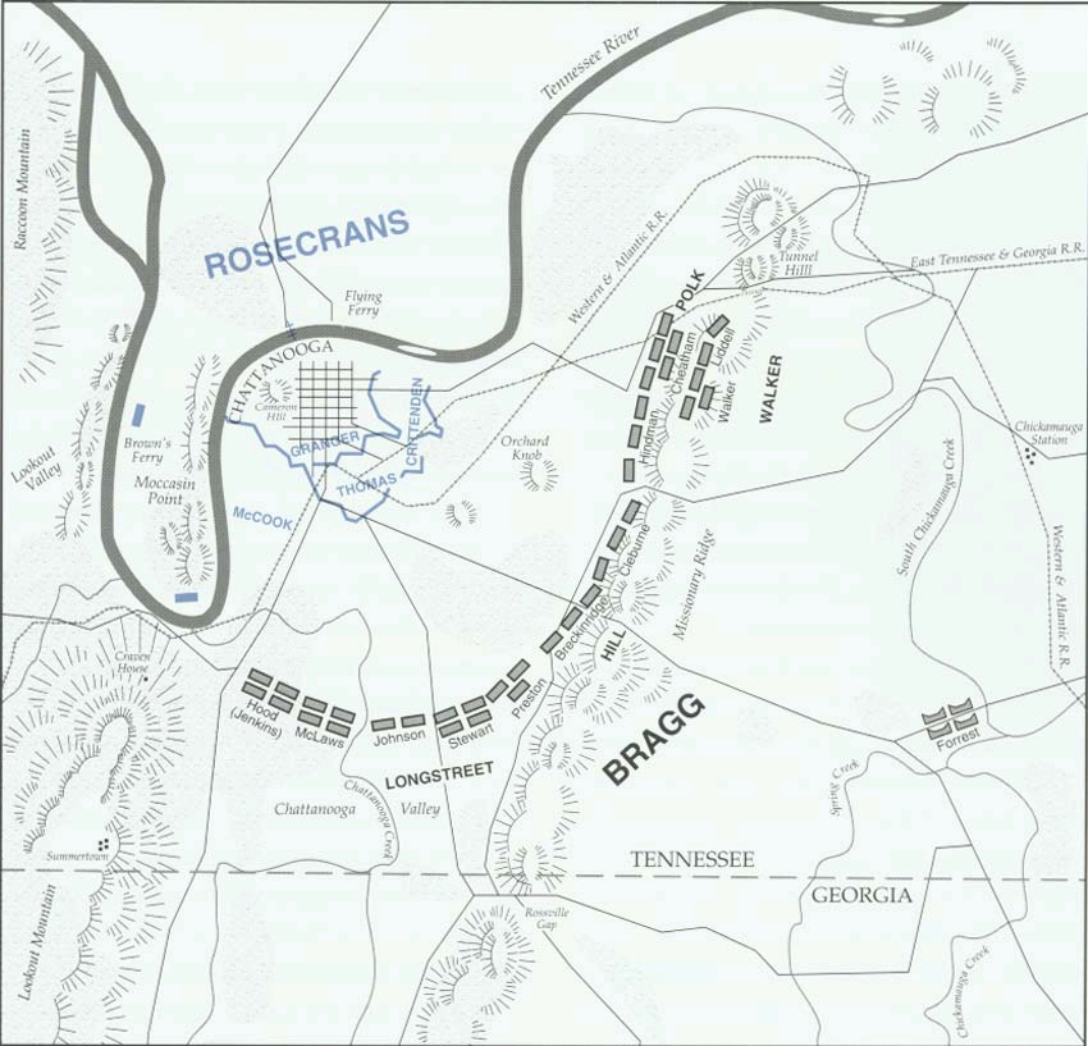 Tennessee River
Raccoon Mountain
ROSECRANS
Western & Atlantic R.R.
Tunnel
Hilll
East Tennessee & Georgia R.R.
POLK
Flying
Ferry
CHATTANOOGA
Cheatham
Liddell
Walker
WALKER
Cameron
Hill
GRANGER
CRITTENDEN
Hindman
Orchard
Knob
Chickamauga
Station
Lookout
Valley
Brown's
Ferry
Moccasin
Point
THOMAS
McCOOK
South Chickamauga Creek
Cleburne
Missionary Ridge
Western & Atlantic R.R.
Breckinridge
HILL
Craven
House
Hood
(Jenkins)
McLaws
Johnson
Stewart
Preston
BRAGG
Forrest
LONGSTREET
Chattanooga
Valley
Chattanooga Creek
Spring Creek
Summertown
TENNESSEE
GEORGIA
Rossville
Gap
Lookout Mountain
Chickamauga Creek